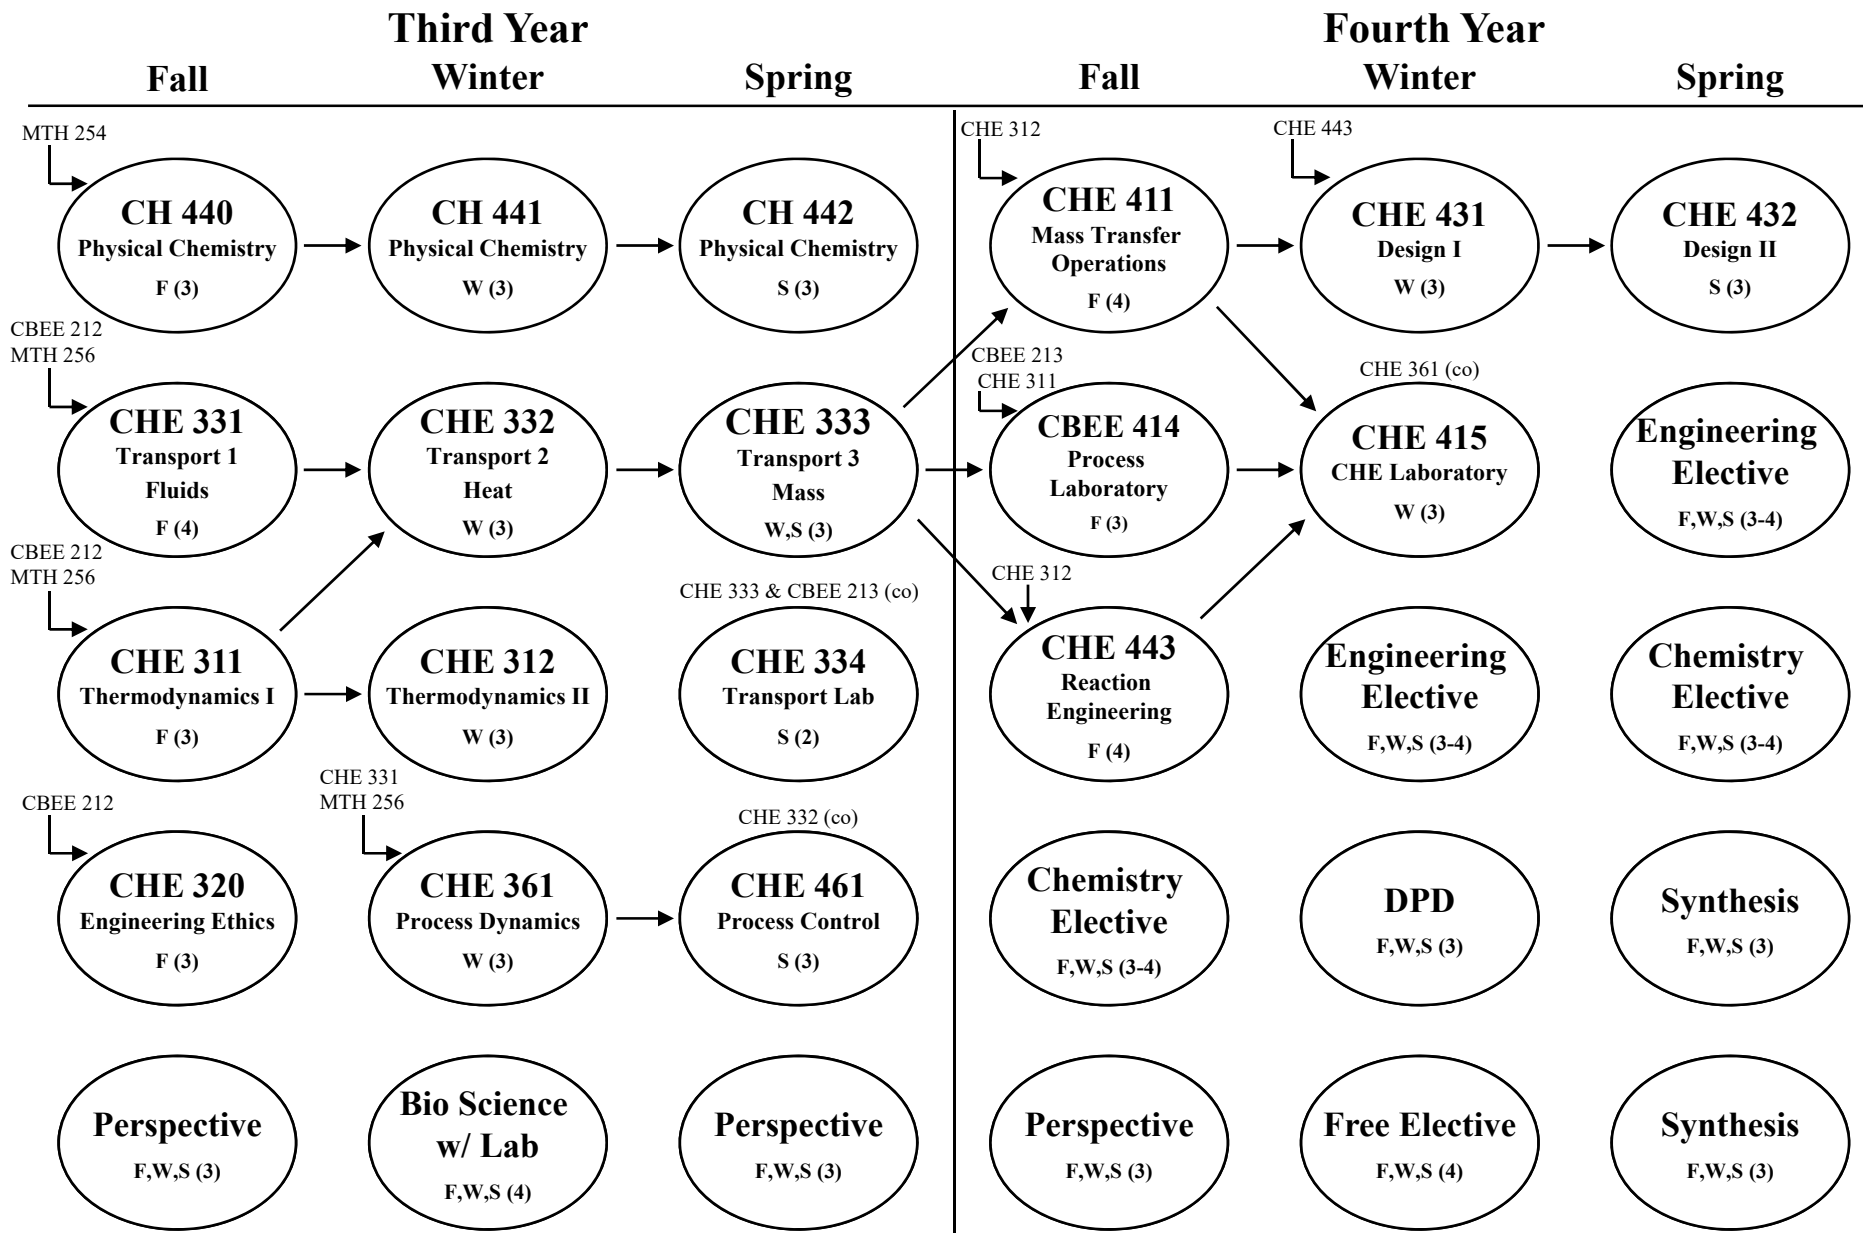 Third Year
Fourth Year
Fall
Winter
Spring
Fall
Winter
Spring
MTH 254
CH 440
Physical Chemistry
F (3)
CH 441
Physical Chemistry
W (3)
CH 442
Physical Chemistry
S (3)
CHE 312
CHE 411
Mass Transfer
Operations
F (4)
CHE 443
CHE 431
Design I
W (3)
CHE 432
Design II
S (3)
CBEE 212
MTH 256
CHE 331
Transport 1
Fluids
F (4)
CHE 332
Transport 2
Heat
W (3)
CHE 333
Transport 3
Mass
W,S (3)
CBEE 213
CHE 311
CBEE 414
Process
Laboratory
F (3)
CHE 361 (co)
CHE 415
CHE Laboratory
W (3)
Engineering
Elective
F,W,S (3-4)
CBEE 212
MTH 256
CHE 311
Thermodynamics I
F (3)
CHE 312
Thermodynamics II
W (3)
CHE 333 & CBEE 213 (co)
CHE 334
Transport Lab
S (2)
CHE 312
CHE 443
Reaction
Engineering
F (4)
Engineering
Elective
F,W,S (3-4)
Chemistry
Elective
F,W,S (3-4)
CBEE 212
CHE 320
Engineering Ethics
F (3)
CHE 331
MTH 256
CHE 361
Process Dynamics
W (3)
CHE 332 (co)
CHE 461
Process Control
S (3)
Chemistry
Elective
F,W,S (3-4)
DPD
F,W,S (3)
Synthesis
F,W,S (3)
Perspective
F,W,S (3)
Bio Science
w/ Lab
F,W,S (4)
Perspective
F,W,S (3)
Perspective
F,W,S (3)
Free Elective
F,W,S (4)
Synthesis
F,W,S (3)